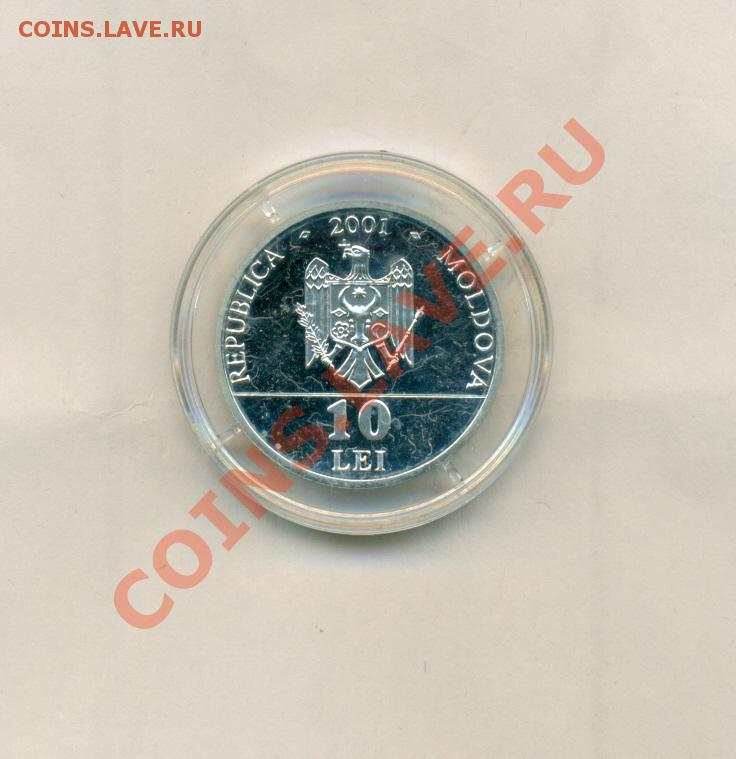 COINS.LAVE.RU
2001
REPUBLICA MOLDOVA
10
LEI
COINS.LAVE.RU